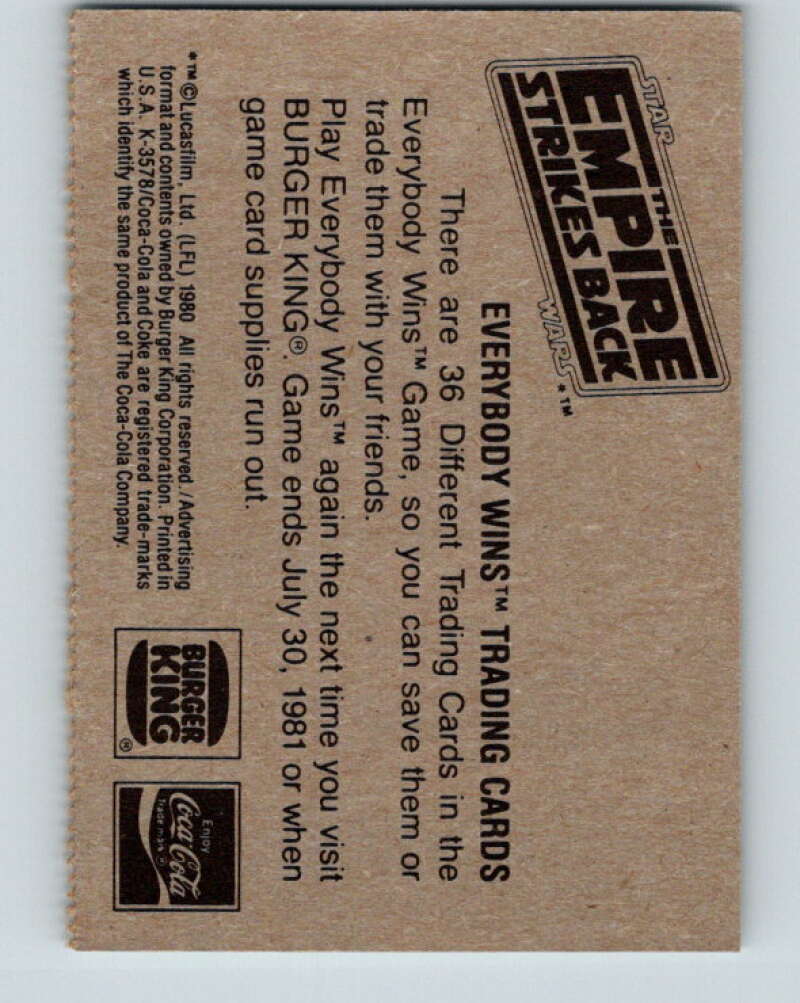 STAR
THE
EMPIRE
STRIKES BACK
WARS *™
EVERYBODY WINS™ TRADING CARDS
There are 36 Different Trading Cards in the
Everybody Wins™ Game, so you can save them or
trade them with your friends.
Play Everybody Wins™ again the next time you visit
BURGER KING®. Game ends July 30, 1981 or when
game card supplies run out.
*™ ©Lucasfilm, Ltd. (LFL) 1980 All rights reserved./Advertising
format and contents owned by Burger King Corporation. Printed in
U.S.A. K-3578/Coca-Cola and Coke are registered trade-marks
which identify the same product of The Coca-Cola Company.
BURGER
KING
®
Enjoy
Coca-Cola
Trade mark ®